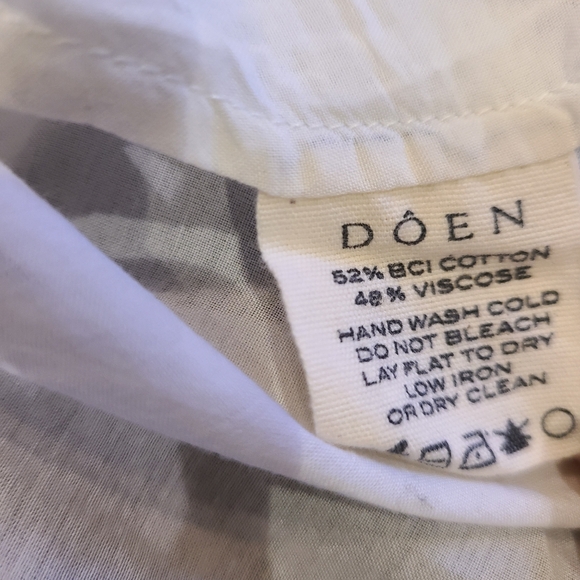 DÔEN
52% BCI COTTON
48% VISCOSE
HAND WASH COLD
DO NOT BLEACH
LAY FLAT TO DRY
LOW IRON
OR DRY CLEAN